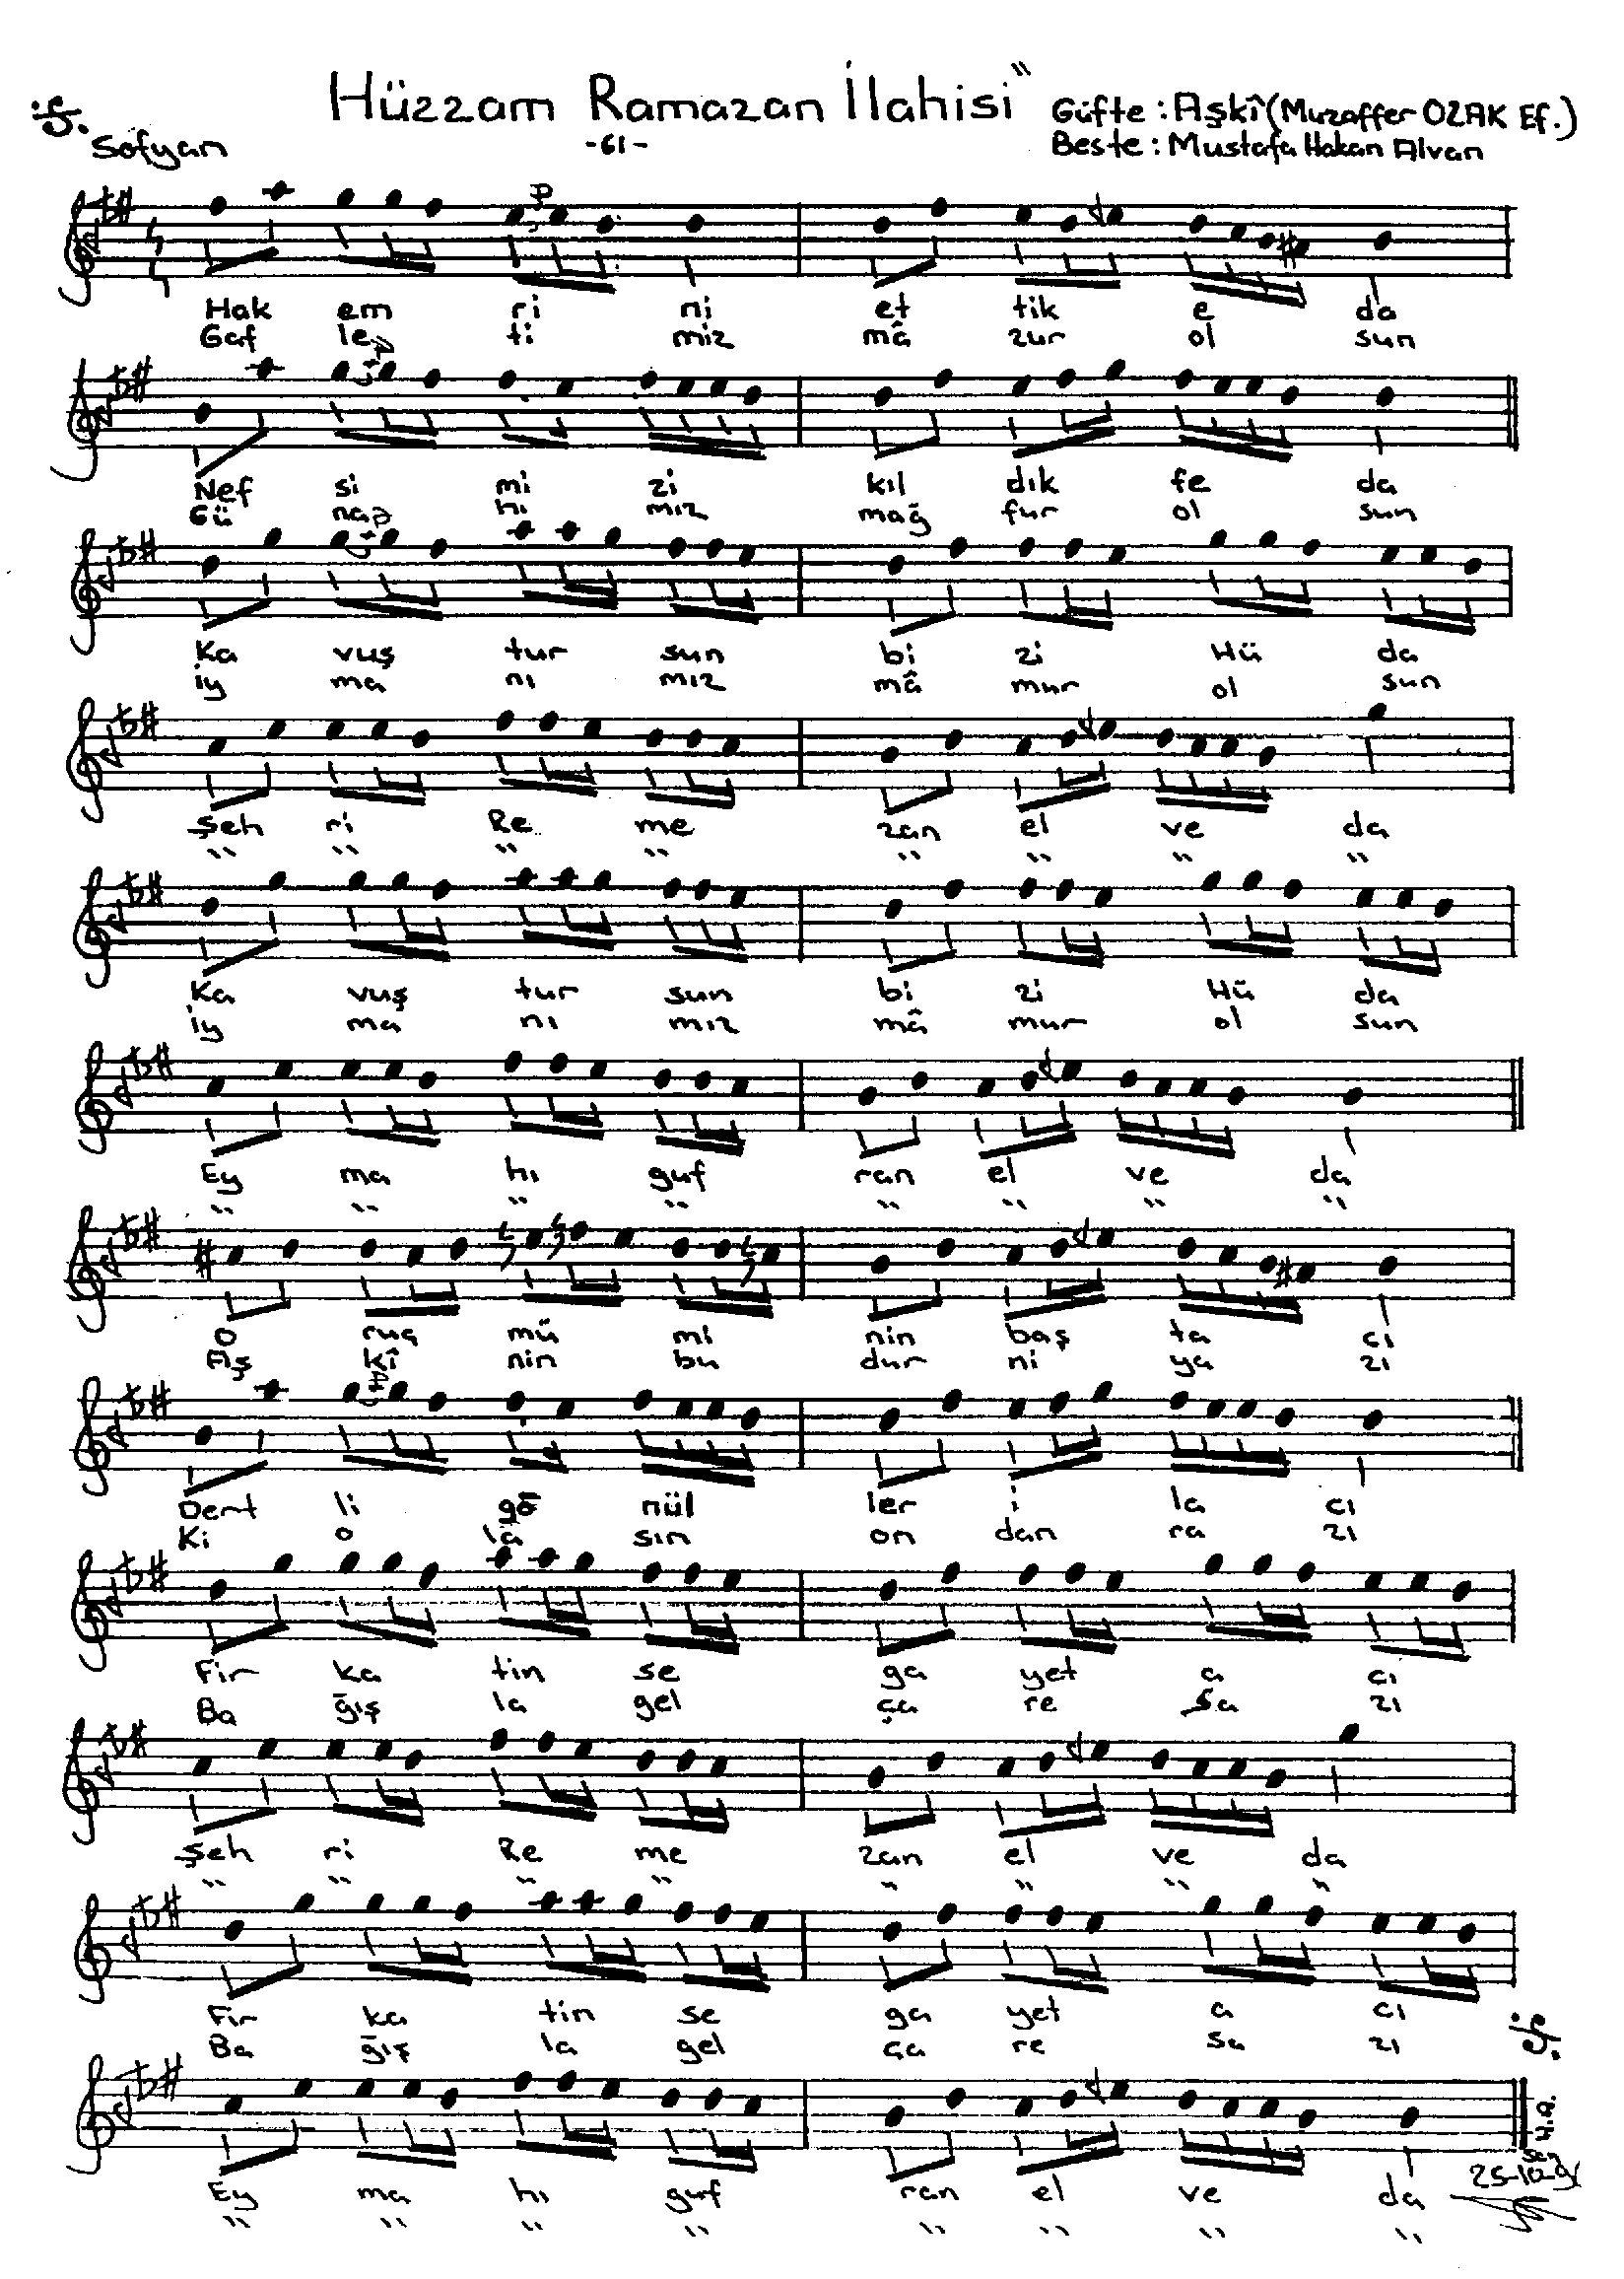 Hüzzam Ramazan İlahisi"
Güfte : Aşkî (Muzaffer OZAK Ef.)
Sofyan
-61-
Beste : Mustafa Hakan Alvan
Hak em ri ni et tik e da
Gaf le ti miz mâ zur ol sun
Nef si mi zi kıl dık fe da
Gü nap hı mız mağ fur ol sun
Ka vuş tur sun bi zi Hü da
iy ma nı mız mâ mur ol sun
Şeh ri Re me zan el ve da
" " " " " " " "
Ka vuş tur sun bi zi Hü da
iy ma nı mız mâ mur ol sun
Ey ma hı guf ran el ve da
" " " " " " " "
O ruç mü mi nin baş ta cı
Aş kî nin bu dur ni ya zı
Dert li gö nül ler i la cı
Ki o la sın on dan ra zı
Fir ka tin se ga yet a cı
Ba ğış la gel ça re sa zı
Şeh ri Re me zan el ve da
" " " " " " " "
Fir ka tin se ga yet a cı
Ba ğış la gel ça re sa zı
Ey ma hı guf ran el ve da
" " " " " " " "